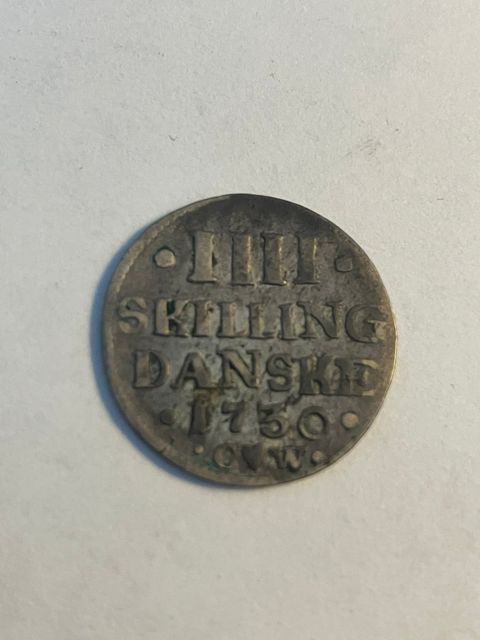 · IIII ·
SKILLING
DANSKE
· 1730 ·
· C ♥ W ·